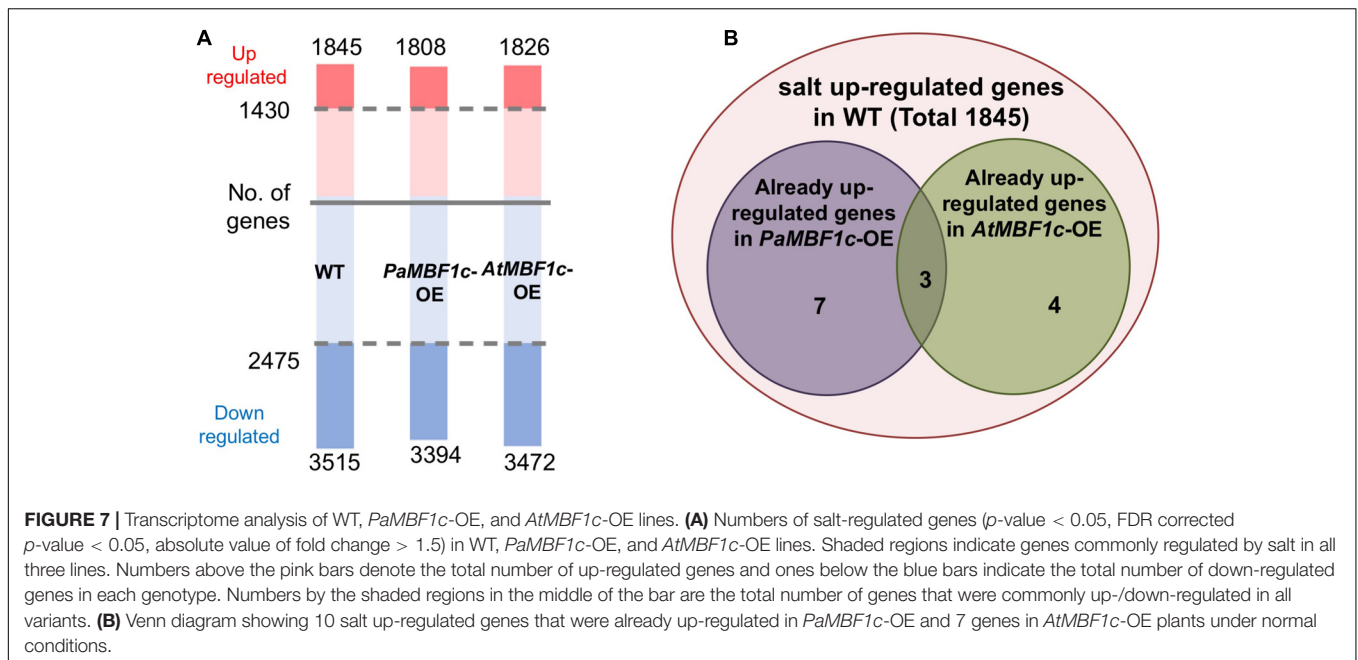 A
Up
regulated
1845 1808 1826
1430
No. of
genes
WT PaMBF1c-
OE AtMBF1c-
OE
2475
Down
regulated
3515 3394 3472
B
salt up-regulated genes
in WT (Total 1845)
Already up-
regulated genes
in PaMBF1c-OE
Already up-
regulated genes
in AtMBF1c-OE
7
3
4
FIGURE 7 | Transcriptome analysis of WT, PaMBF1c-OE, and AtMBF1c-OE lines. (A) Numbers of salt-regulated genes (p-value < 0.05, FDR corrected
p-value < 0.05, absolute value of fold change > 1.5) in WT, PaMBF1c-OE, and AtMBF1c-OE lines. Shaded regions indicate genes commonly regulated by salt in all
three lines. Numbers above the pink bars denote the total number of up-regulated genes and ones below the blue bars indicate the total number of down-regulated
genes in each genotype. Numbers by the shaded regions in the middle of the bar are the total number of genes that were commonly up-/down-regulated in all
variants. (B) Venn diagram showing 10 salt up-regulated genes that were already up-regulated in PaMBF1c-OE and 7 genes in AtMBF1c-OE plants under normal
conditions.